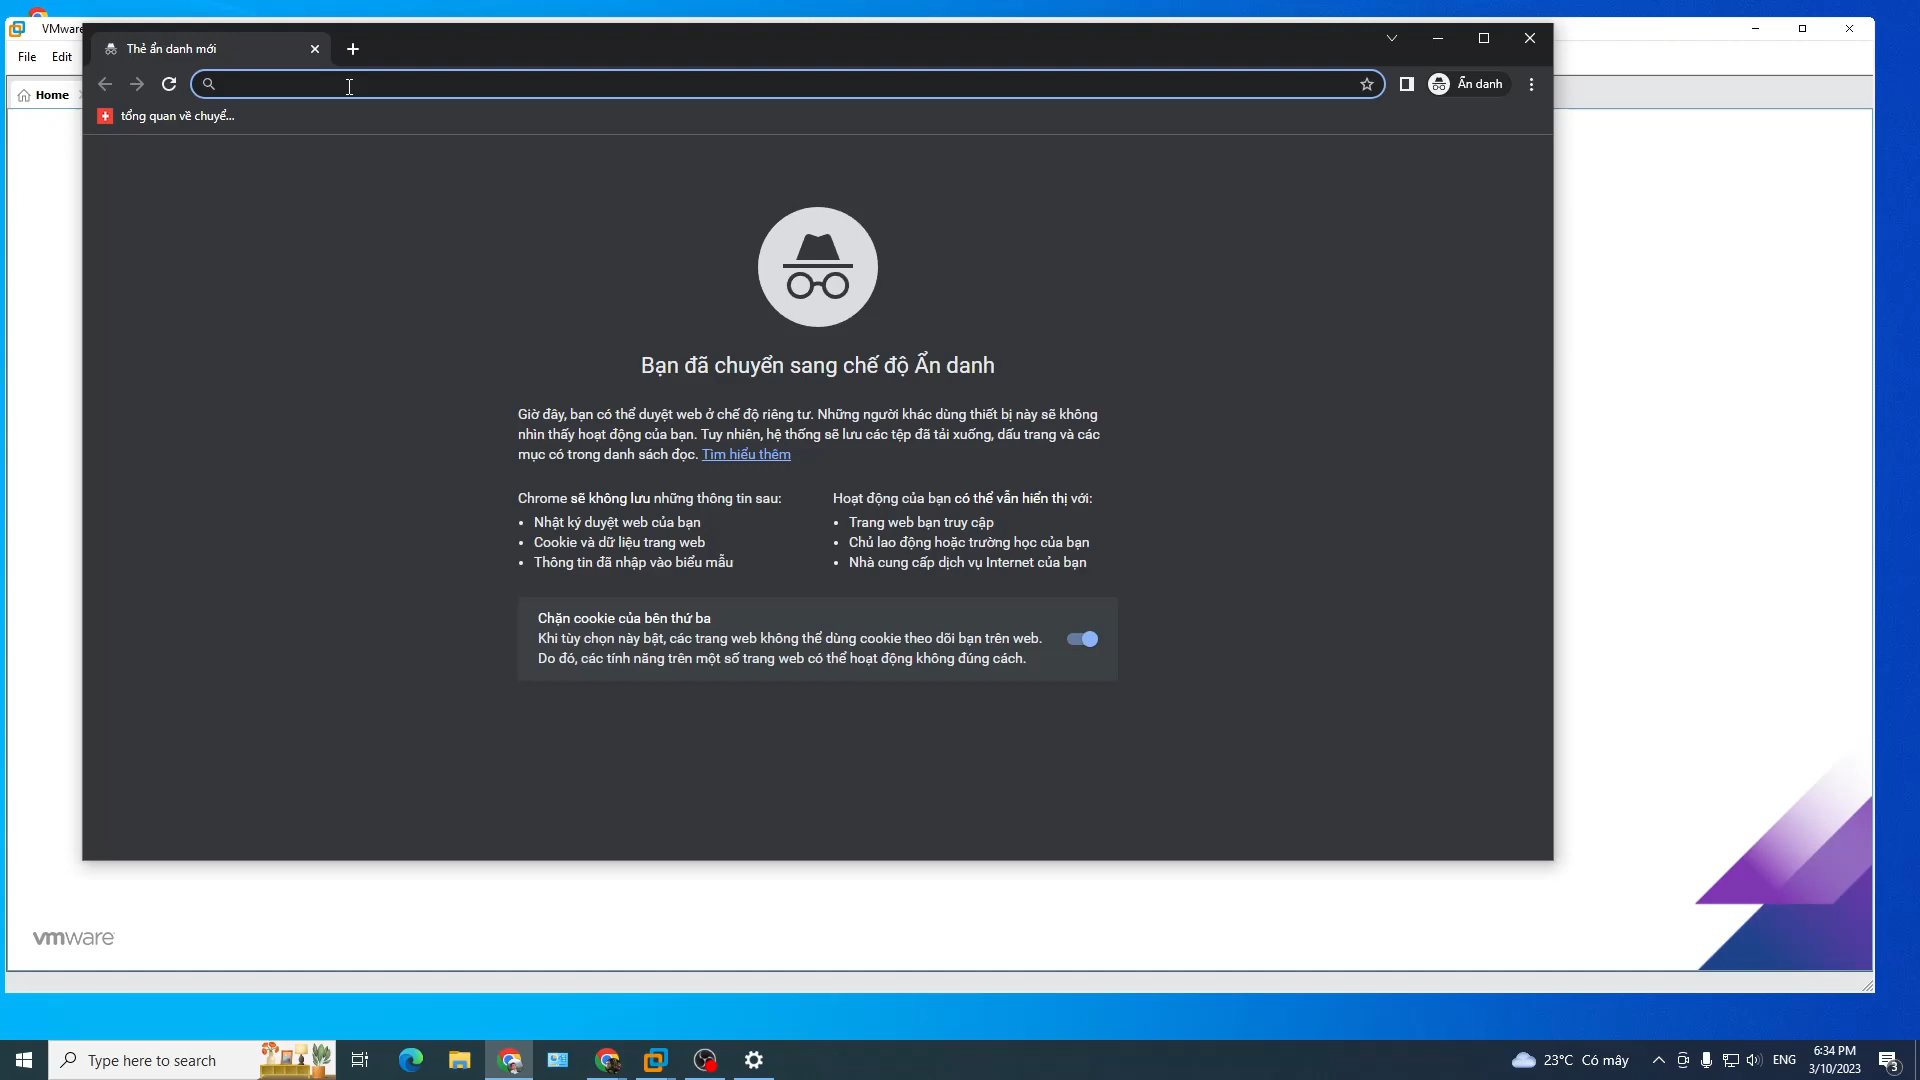 VMware
File Edit
Home
Thẻ ẩn danh mới
Ẩn danh
tổng quan về chuyể...
Bạn đã chuyển sang chế độ Ẩn danh
Giờ đây, bạn có thể duyệt web ở chế độ riêng tư. Những người khác dùng thiết bị này sẽ không
nhìn thấy hoạt động của bạn. Tuy nhiên, hệ thống sẽ lưu các tệp đã tải xuống, dấu trang và các
mục có trong danh sách đọc. Tìm hiểu thêm
Chrome sẽ không lưu những thông tin sau:
• Nhật ký duyệt web của bạn
• Cookie và dữ liệu trang web
• Thông tin đã nhập vào biểu mẫu
Hoạt động của bạn có thể vẫn hiển thị với:
• Trang web bạn truy cập
• Chủ lao động hoặc trường học của bạn
• Nhà cung cấp dịch vụ Internet của bạn
Chặn cookie của bên thứ ba
Khi tùy chọn này bật, các trang web không thể dùng cookie theo dõi bạn trên web.
Do đó, các tính năng trên một số trang web có thể hoạt động không đúng cách.
vmware
Type here to search
23°C Có mây
ENG
6:34 PM
3/10/2023
3